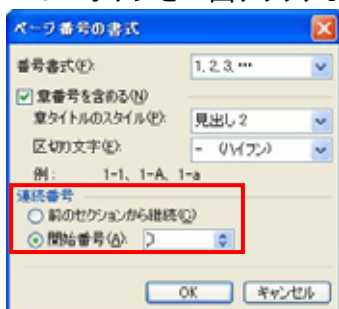 ページ番号の書式
番号書式(F):
1, 2, 3, …
章番号を含める(N)
章タイトルのスタイル(P):
見出し 2
区切り文字(E):
- (ハイフン)
例: 1-1、1-A、1-a
連続番号
前のセクションから継続(C)
開始番号(A):
OK
キャンセル